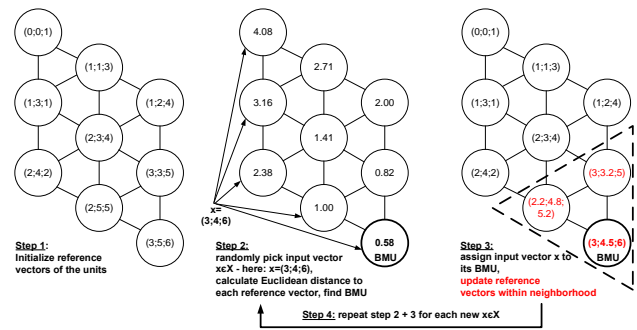 (0;0;1)
(1;1;3)
(1;3;1)
(1;2;4)
(2;3;4)
(2;4;2)
(3;3;5)
(2;5;5)
(3;5;6)
Step 1:
Initialize reference
vectors of the units
4.08
2.71
3.16
2.00
1.41
2.38
0.82
1.00
x=
(3;4;6)
0.58
BMU
Step 2:
randomly pick input vector
xεX - here: x=(3;4;6),
calculate Euclidean distance to
each reference vector, find BMU
(0;0;1)
(1;1;3)
(1;3;1)
(1;2;4)
(2;3;4)
(2;4;2)
(3;3.2;5)
(2.2;4.8;
5.2)
(3;4.5;6)
BMU
Step 3:
assign input vector x to
its BMU,
update reference
vectors within neighborhood
Step 4: repeat step 2 + 3 for each new xεX